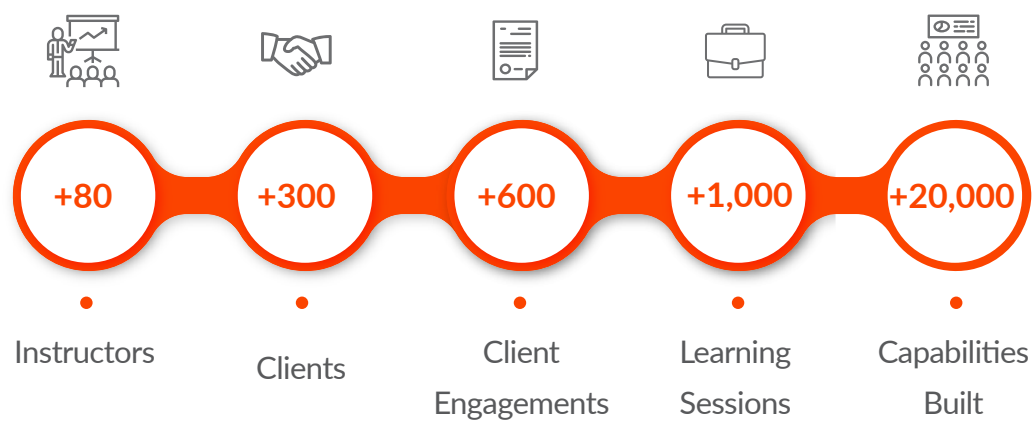 +80
+300
+600
+1,000
+20,000
Instructors
Clients
Client
Engagements
Learning
Sessions
Capabilities
Built